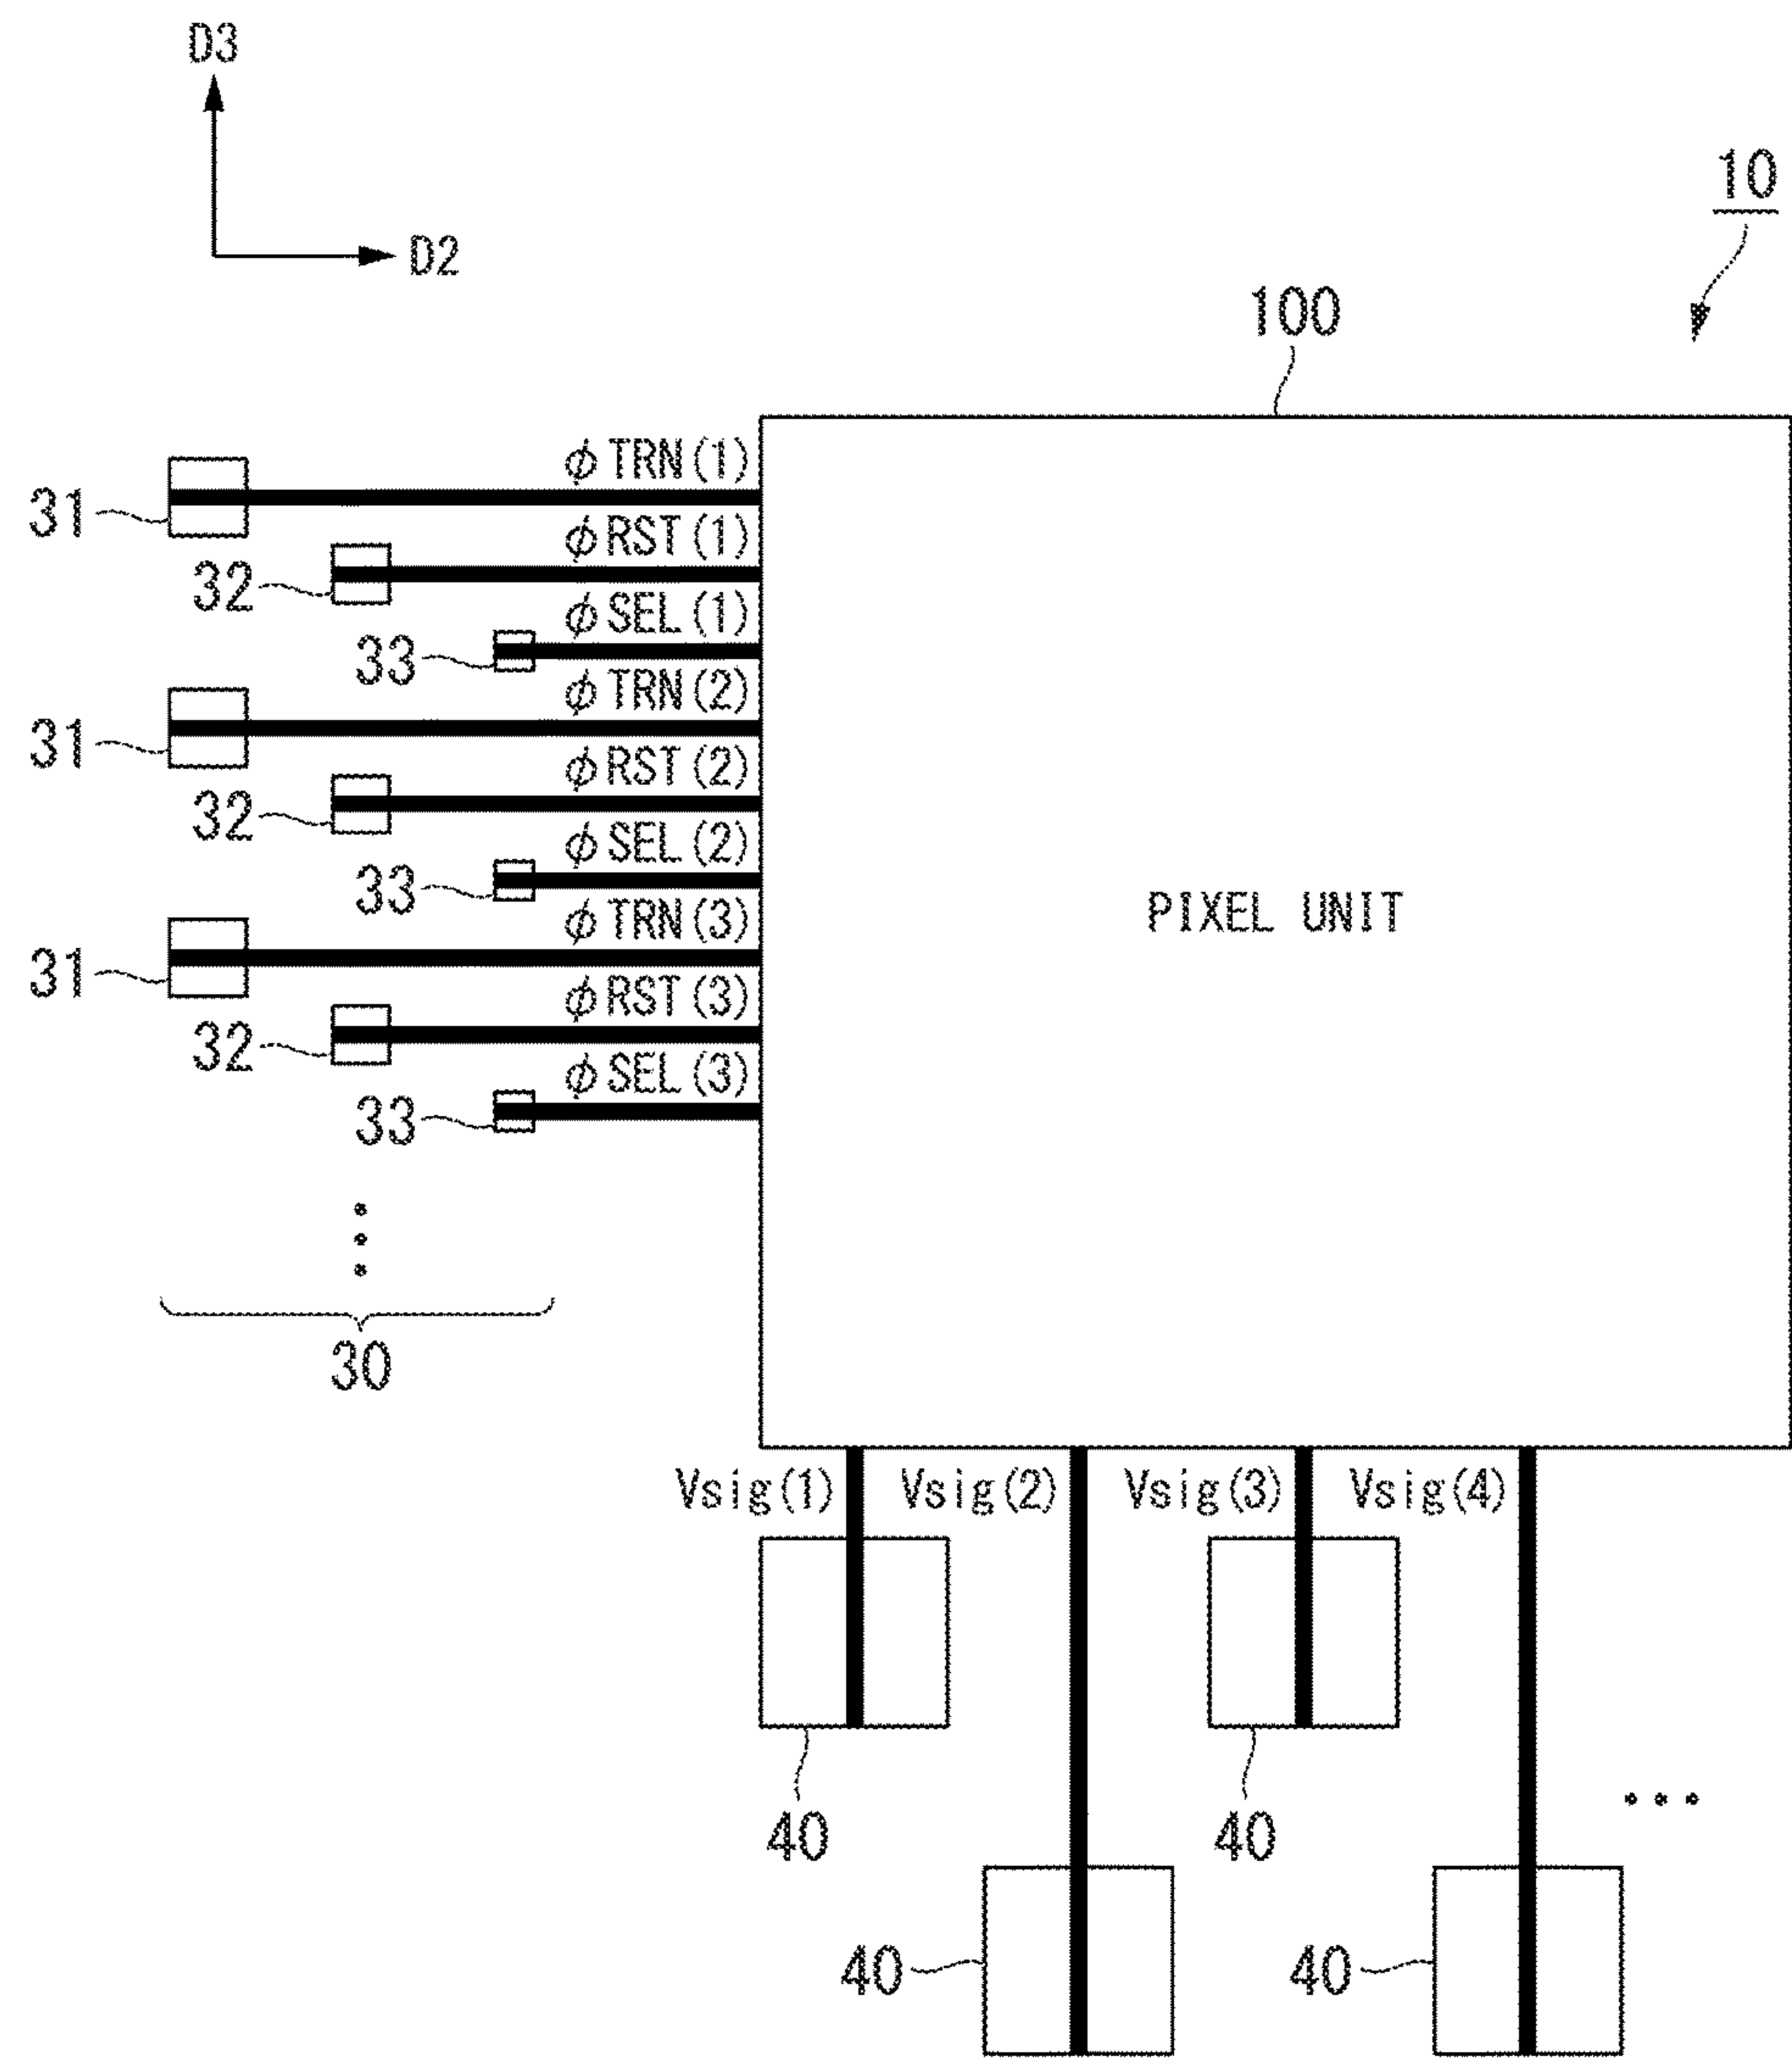 D3
D2
10
100
φTRN(1)
31
φRST(1)
32
φSEL(1)
33
φTRN(2)
31
φRST(2)
32
φSEL(2)
33
φTRN(3)
31
φRST(3)
32
φSEL(3)
33
PIXEL UNIT
30
Vsig(1) Vsig(2) Vsig(3) Vsig(4)
40 40
40 40